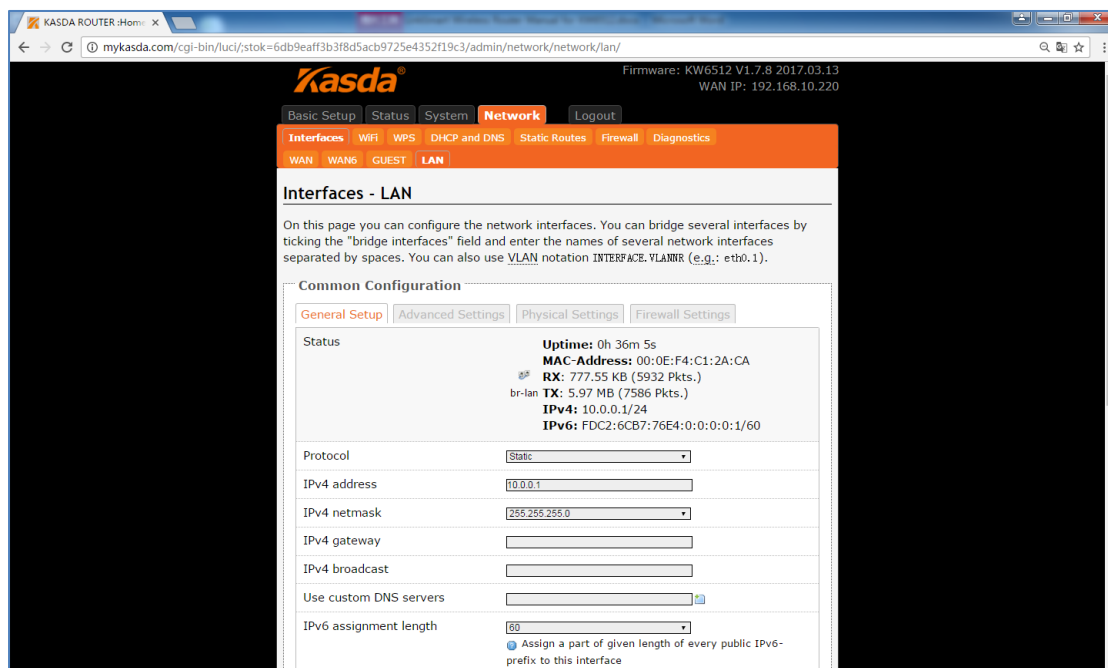 KASDA ROUTER :Home
mykasda.com/cgi-bin/luci/;stok=6db9eaff3b3f8d5acb9725e4352f19c3/admin/network/network/lan/
Kasda®
Firmware: KW6512 V1.7.8 2017.03.13
WAN IP: 192.168.10.220
Basic Setup Status System Network Logout
Interfaces WiFi WPS DHCP and DNS Static Routes Firewall Diagnostics
WAN WAN6 GUEST LAN
Interfaces - LAN
On this page you can configure the network interfaces. You can bridge several interfaces by
ticking the "bridge interfaces" field and enter the names of several network interfaces
separated by spaces. You can also use VLAN notation INTERFACE.VLANNR (e.g.: eth0.1).
Common Configuration
General Setup Advanced Settings Physical Settings Firewall Settings
Status
Uptime: 0h 36m 5s
MAC-Address: 00:0E:F4:C1:2A:CA
RX: 777.55 KB (5932 Pkts.)
br-lan TX: 5.97 MB (7586 Pkts.)
IPv4: 10.0.0.1/24
IPv6: FDC2:6CB7:76E4:0:0:0:0:1/60
Protocol Static
IPv4 address 10.0.0.1
IPv4 netmask 255.255.255.0
IPv4 gateway
IPv4 broadcast
Use custom DNS servers
IPv6 assignment length 60
Assign a part of given length of every public IPv6-
prefix to this interface